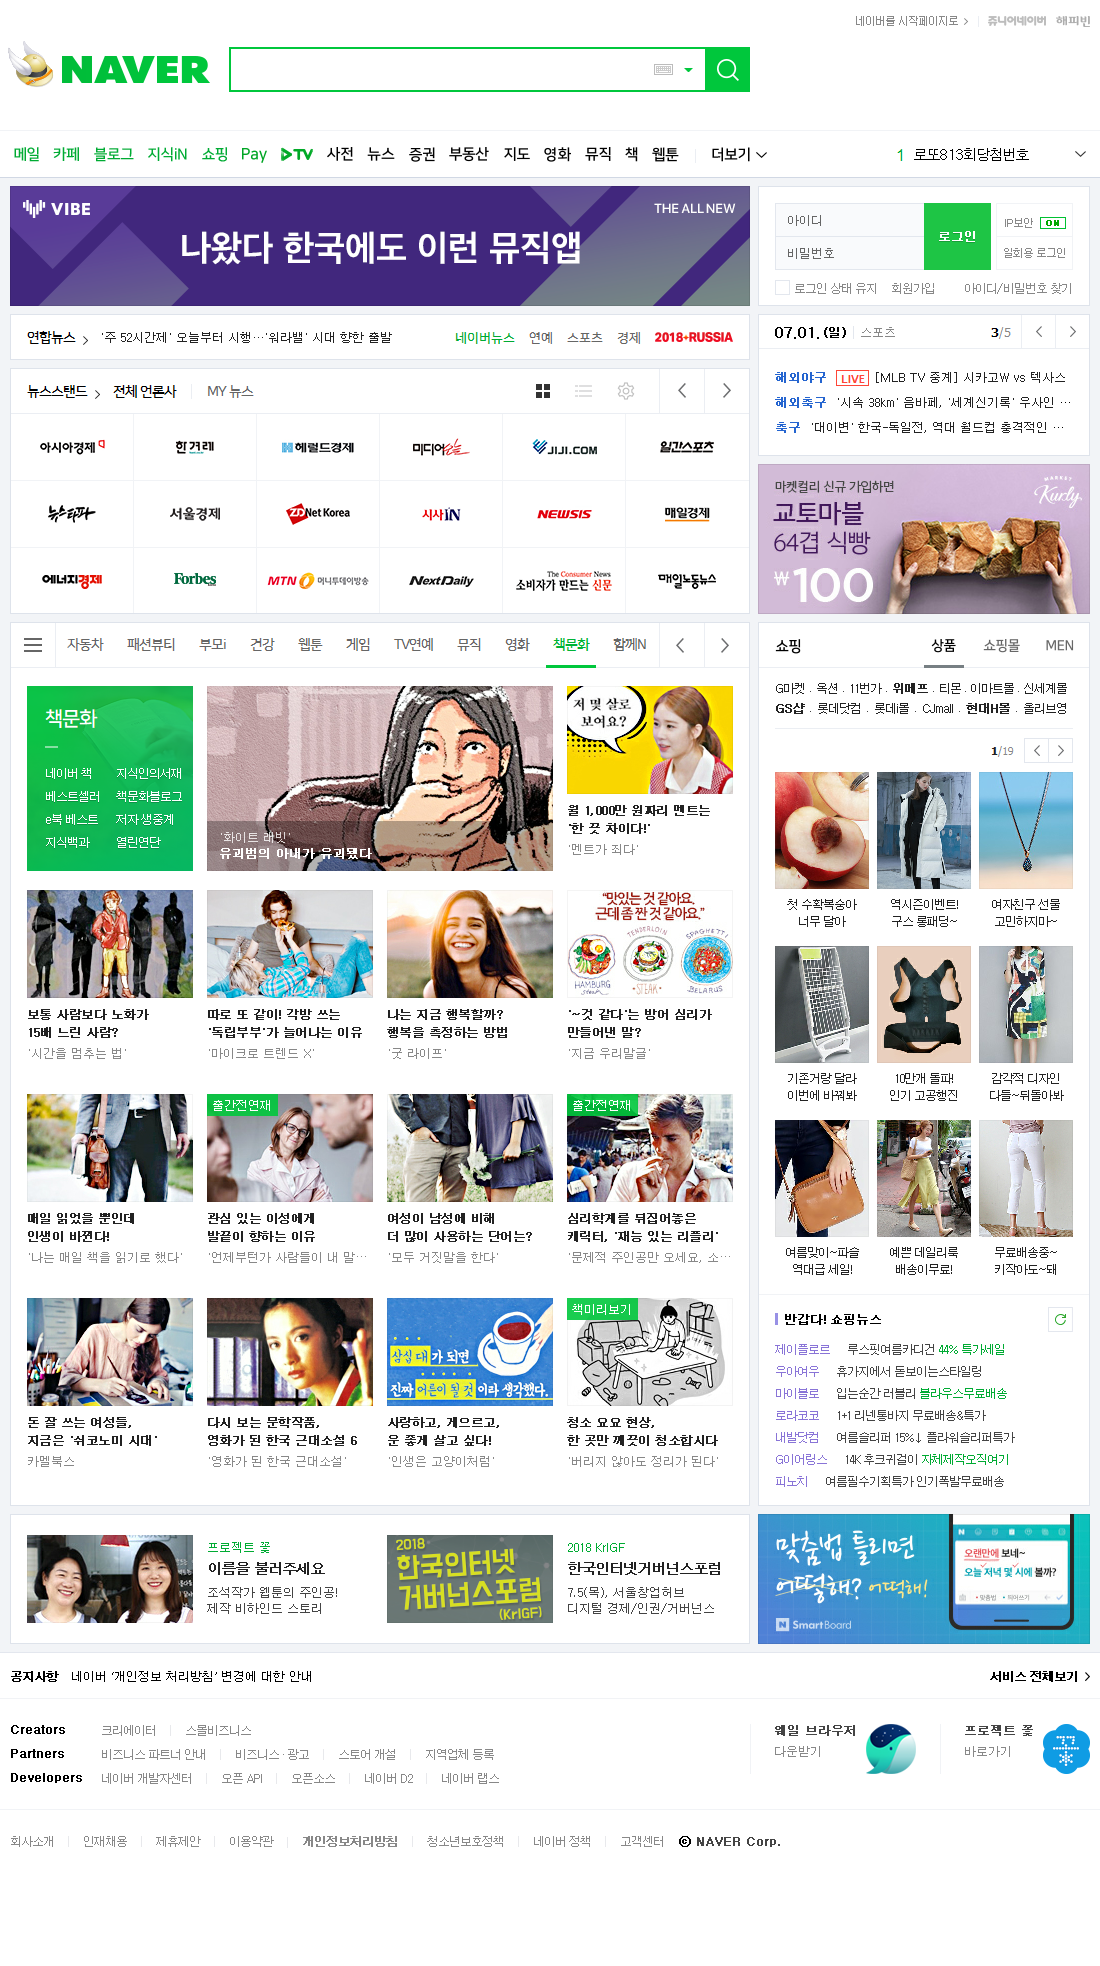 네이버를 시작페이지로
쥬니어네이버 해피빈
NAVER
메일 카페 블로그 지식iN 쇼핑 Pay TV 사전 뉴스 증권 부동산 지도 영화 뮤직 책 웹툰 더보기
1 로또813회당첨번호
VIBE
THE ALL NEW
나왔다 한국에도 이런 뮤직앱
아이디
비밀번호
로그인
IP보안 ON
일회용 로그인
로그인 상태 유지 회원가입 아이디/비밀번호 찾기
연합뉴스 '주 52시간제' 오늘부터 시행…'워라밸' 시대 향한 출발
네이버뉴스 연예 스포츠 경제 2018•RUSSIA
07.01.(일) 스포츠 3/5
해외야구 LIVE [MLB TV 중계] 시카고W vs 텍사스
해외축구 '시속 38km' 음바페, '세계신기록' 우사인 …
축구 '대이변' 한국-독일전, 역대 월드컵 충격적인 …
뉴스스탠드 전체 언론사 MY 뉴스
아시아경제 한겨레 헤럴드경제 미디어오늘 JIJI.COM 일간스포츠
뉴스타파 서울경제 ZDNet Korea 시사IN NEWSIS 매일경제
에너지경제 Forbes MTN 머니투데이방송 NextDaily The Consumer News 소비자가 만드는 신문 매일노동뉴스
마켓컬리 신규 가입하면
교토마블
64겹 식빵
₩100
MARKET Kurly
자동차 패션뷰티 부모i 건강 웹툰 게임 TV연예 뮤직 영화 책문화 함께N
책문화
네이버 책 지식인의서재
베스트셀러 책문화블로그
e북 베스트 저자 생중계
지식백과 열린연단
'화이트 래빗'
유괴범의 아내가 유괴됐다
저 몇 살로
보여요?
월 1,000만 원짜리 멘트는
'한 끗 차이다!'
'멘트가 죄다'
보통 사람보다 노화가
15배 느린 사람?
'시간을 멈추는 법'
따로 또 같이! 각방 쓰는
'독립부부'가 늘어나는 이유
'마이크로 트렌드 X'
나는 지금 행복할까?
행복을 측정하는 방법
'굿 라이프'
"맛있는 것 같아요.
근데 좀 짠 것 같아요."
TENDERLOIN
SPAGHETTI
HAMBURG
STEAK
BELARUS
'~것 같다'는 방어 심리가
만들어낸 말?
'지금 우리말글'
매일 읽었을 뿐인데
인생이 바뀐다!
'나는 매일 책을 읽기로 했다'
출간전연재
관심 있는 이성에게
발끝이 향하는 이유
'언제부턴가 사람들이 내 말…
여성이 남성에 비해
더 많이 사용하는 단어는?
'모두 거짓말을 한다'
출간전연재
심리학계를 뒤집어놓은
캐릭터, '재능 있는 리플리'
'문제적 주인공만 오세요, 소…
돈 잘 쓰는 여성들,
지금은 '쉬코노미 시대'
카멜북스
다시 보는 문학작품,
영화가 된 한국 근대소설 6
'영화가 된 한국 근대소설'
삼십 대가 되면
진짜 어른이 될 것 이라 생각했다.
사랑하고, 게으르고,
운 좋게 살고 싶다!
'인생은 고양이처럼'
책미리보기
청소 요요 현상,
한 곳만 깨끗이 청소합시다
'버리지 않아도 정리가 된다'
쇼핑 상품 쇼핑몰 MEN
G마켓 . 옥션 . 11번가 . 위메프 . 티몬 . 이마트몰 . 신세계몰
GS샵 . 롯데닷컴 . 롯데i몰 . CJmall . 현대H몰 . 올리브영
1/19
첫 수확복숭아
너무 달아
역시즌이벤트!
구스 롱패딩~
여자친구 선물
고민하지마~
기존거랑 달라
이번에 바꿔봐
10만개 돌파!
인기 고공행진
감각적 디자인
다들~뒤돌아봐
여름맞이~파슬
역대급 세일!
예쁜 데일리룩
배송이무료!
무료배송중~
키작아도~돼
반갑다! 쇼핑뉴스
제이플로르 루스핏여름카디건 44% 특가세일
우아여우 휴가지에서 돋보이는스타일링
마이블로 입는순간 러블리 블라우스무료배송
로라코코 1+1 리넨통바지 무료배송&특가
내발닷컴 여름슬리퍼 15%↓ 플라워슬리퍼특가
G이어링스 14K 후크귀걸이 자체제작오직여기
피노치 여름필수기획특가 인기폭발무료배송
프로젝트 꽃
이름을 불러주세요
조석작가 웹툰의 주인공!
제작 비하인드 스토리
2018
한국인터넷
거버넌스포럼
(KrIGF)
2018 KrIGF
한국인터넷거버넌스포럼
7.5(목), 서울창업허브
디지털 경제/인권/거버넌스
맞춤법 틀리면
어떻해? 어떡해!
SmartBoard
오랜만에 보네~
오늘 저녁 몇 시에 볼까?
맞춤법 띄어쓰기
공지사항 네이버 '개인정보 처리방침' 변경에 대한 안내
서비스 전체보기
Creators 크리에이터 스몰비즈니스
Partners 비즈니스 파트너 안내 비즈니스 · 광고 스토어 개설 지역업체 등록
Developers 네이버 개발자센터 오픈 API 오픈소스 네이버 D2 네이버 랩스
웨일 브라우저
다운받기
프로젝트 꽃
바로가기
회사소개 인재채용 제휴제안 이용약관 개인정보처리방침 청소년보호정책 네이버 정책 고객센터 ⓒ NAVER Corp.